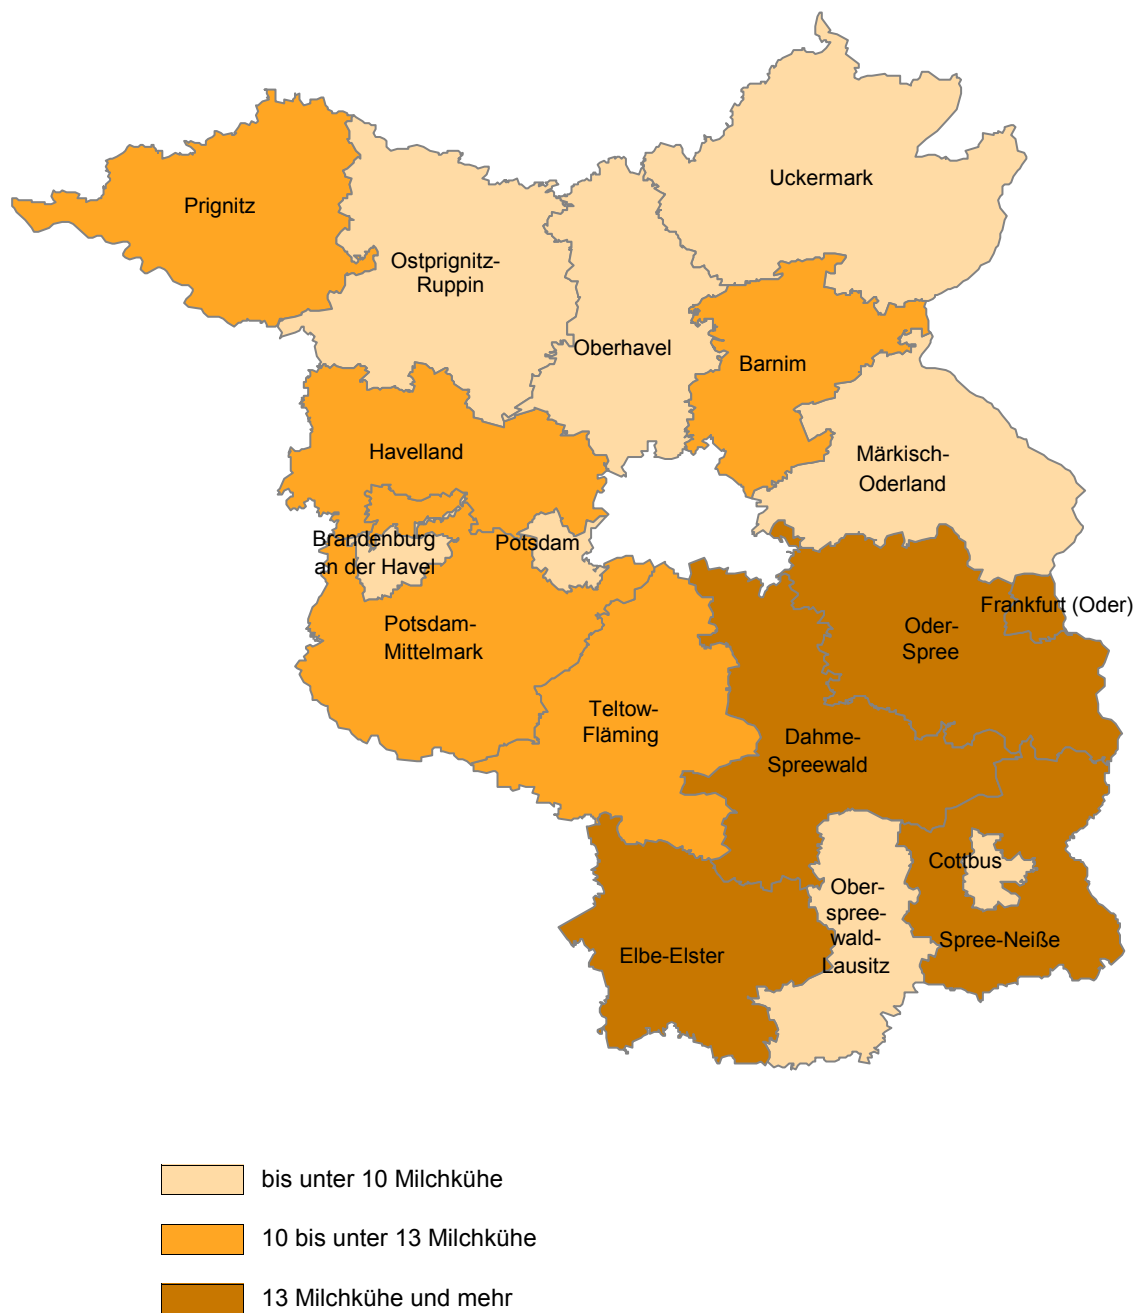 Uckermark
Prignitz
Ostprignitz-
Ruppin
Oberhavel
Barnim
Havelland
Märkisch-
Oderland
Brandenburg
an der Havel
Potsdam
Frankfurt (Oder)
Potsdam-
Mittelmark
Oder-
Spree
Teltow-
Fläming
Dahme-
Spreewald
Cottbus
Ober-
spree-
wald-
Lausitz
Spree-Neiße
Elbe-Elster
bis unter 10 Milchkühe
10 bis unter 13 Milchkühe
13 Milchkühe und mehr